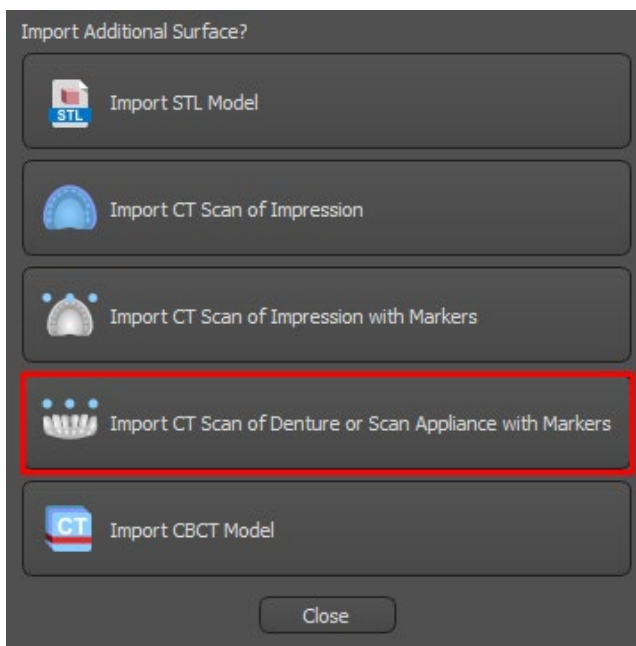 Import Additional Surface?
STL
Import STL Model
Import CT Scan of Impression
Import CT Scan of Impression with Markers
Import CT Scan of Denture or Scan Appliance with Markers
CT
Import CBCT Model
Close